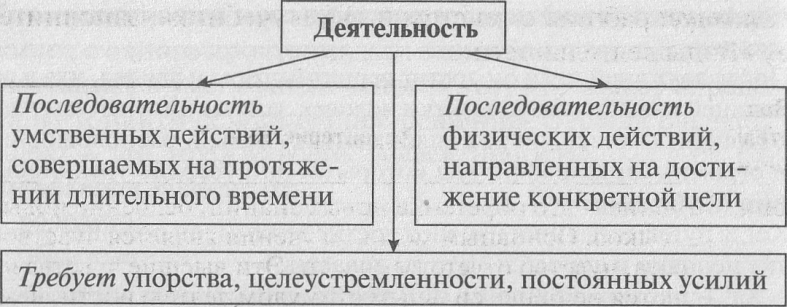 Деятельность
Последовательность
умственных действий,
совершаемых на протяже-
нии длительного времени
Последовательность
физических действий,
направленных на дости-
жение конкретной цели
Требует упорства, целеустремленности, постоянных усилий